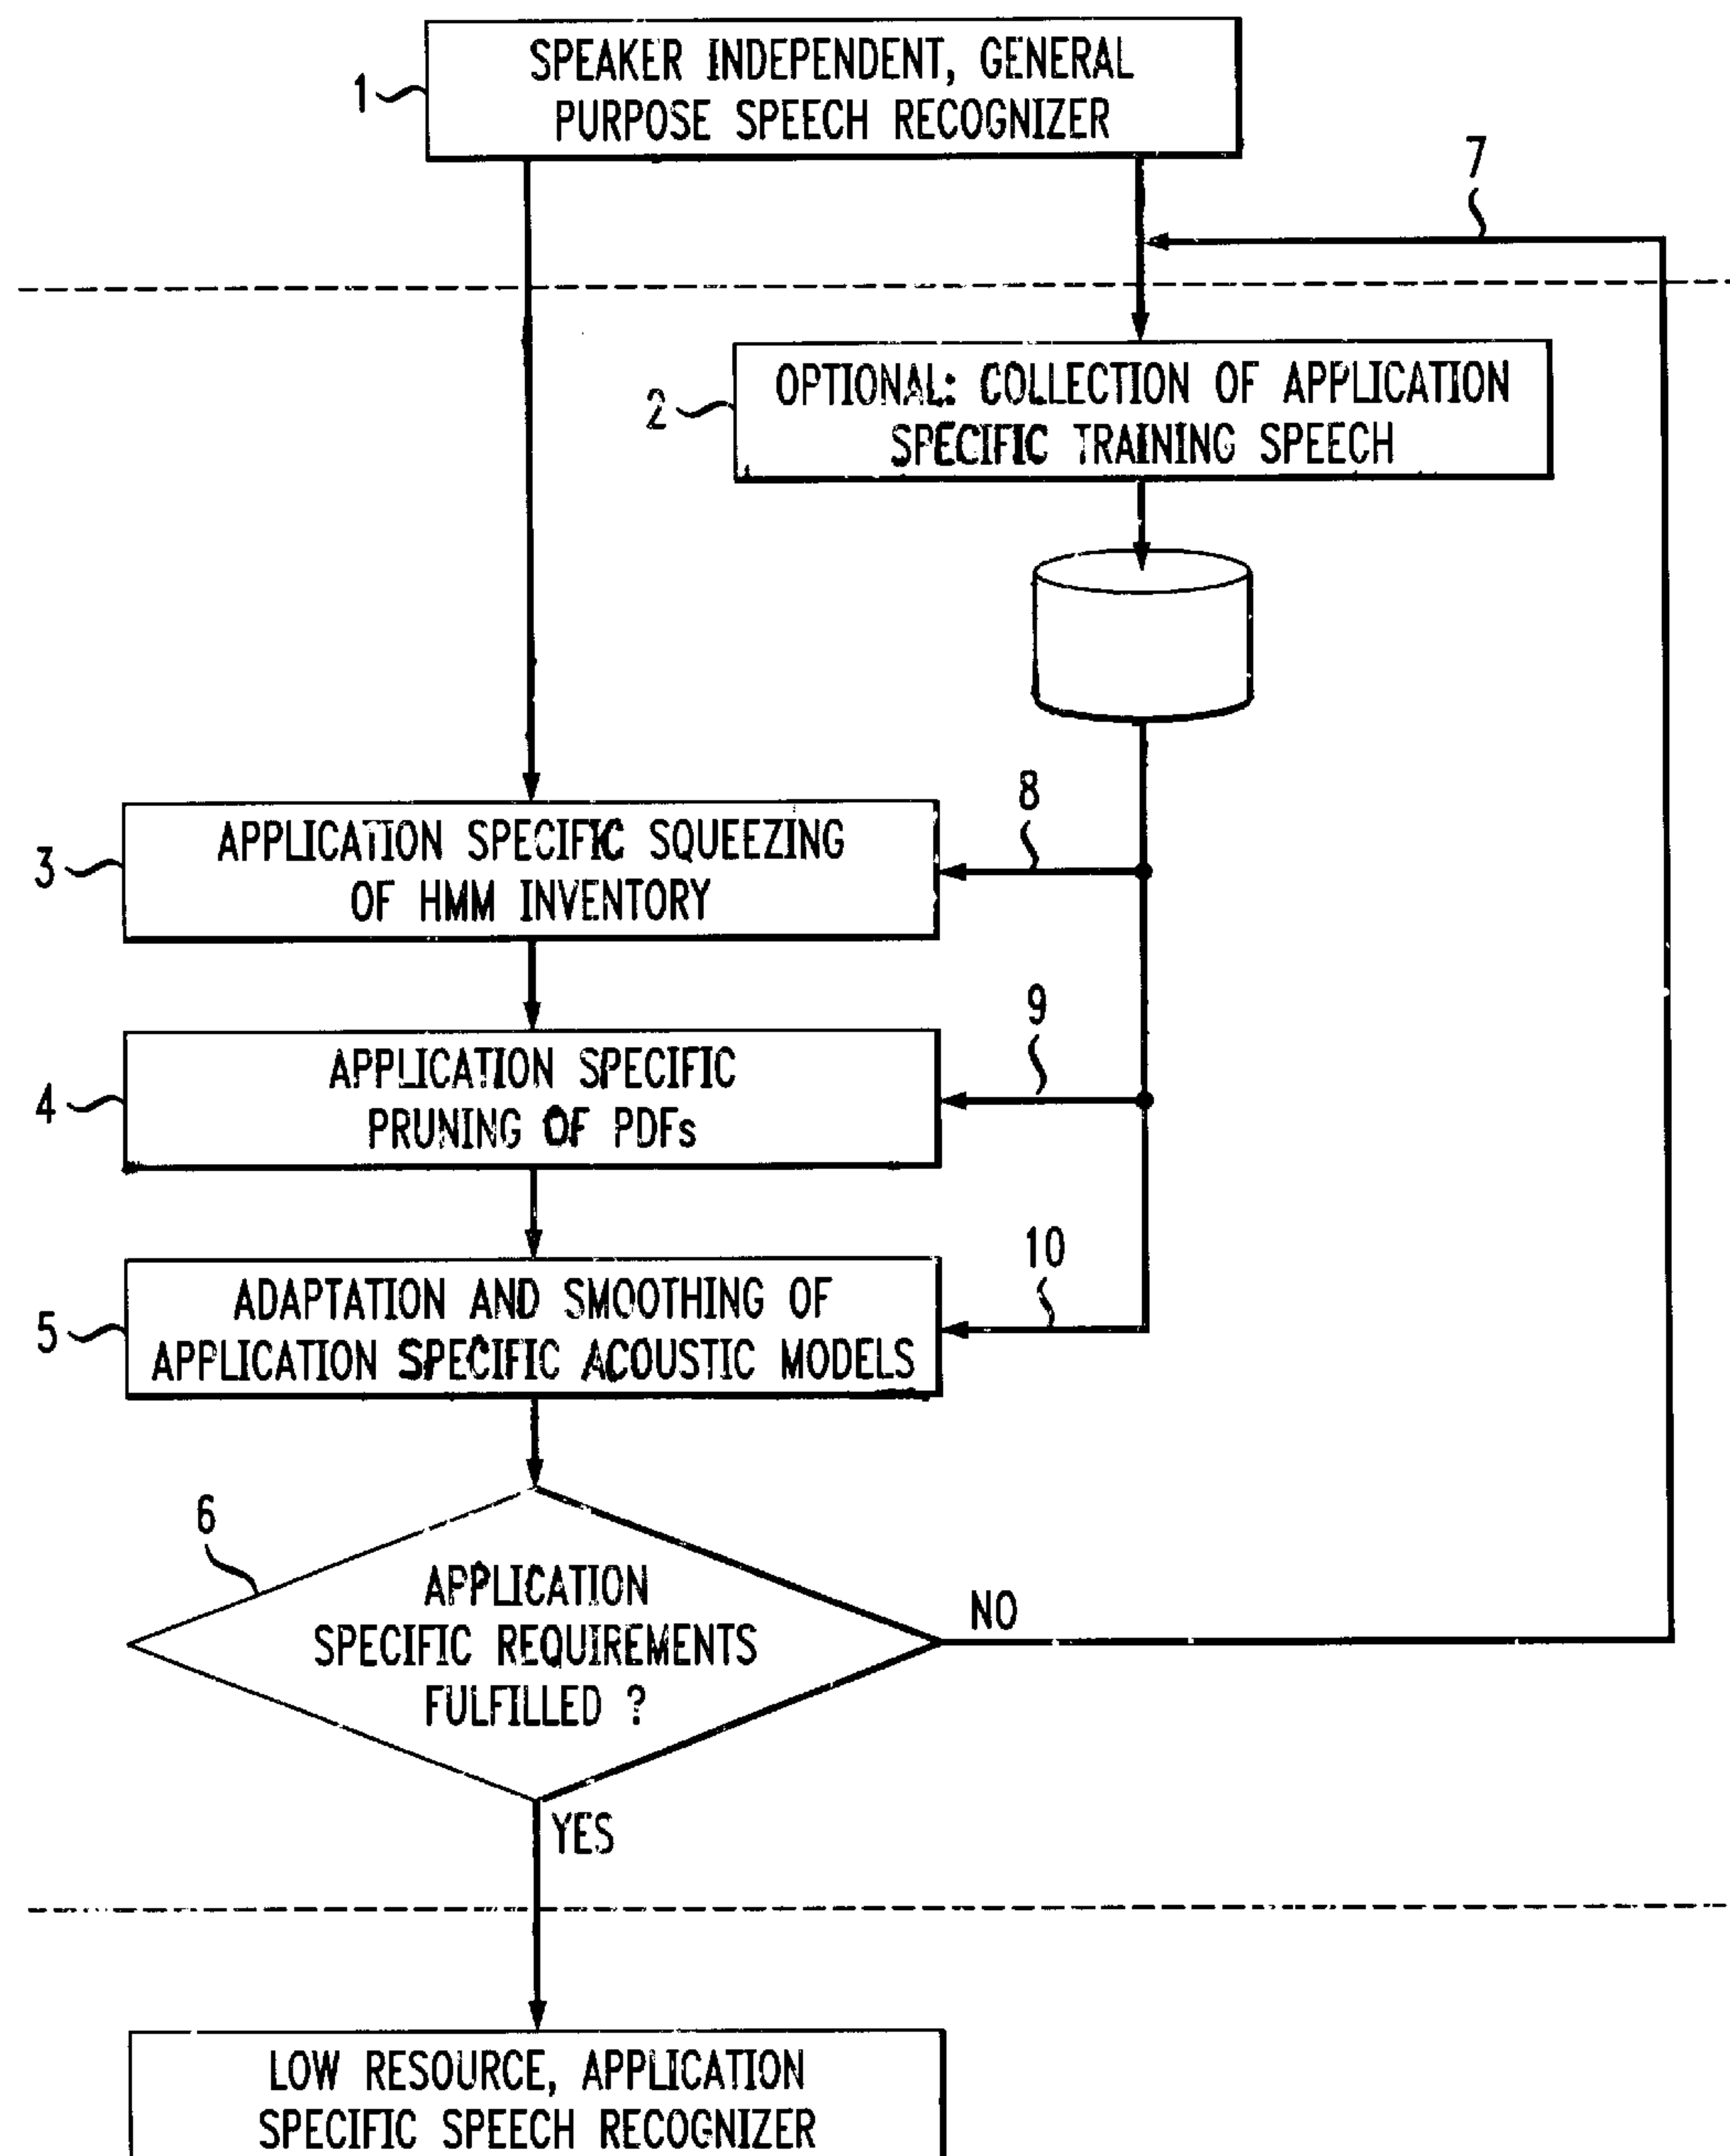 SPEAKER INDEPENDENT, GENERAL
PURPOSE SPEECH RECOGNIZER
1
7
OPTIONAL: COLLECTION OF APPLICATION
SPECIFIC TRAINING SPEECH
2
8
APPLICATION SPECIFIC SQUEEZING
OF HMM INVENTORY
3
9
APPLICATION SPECIFIC
PRUNING OF PDFs
4
10
ADAPTATION AND SMOOTHING OF
APPLICATION SPECIFIC ACOUSTIC MODELS
5
6
APPLICATION
SPECIFIC REQUIREMENTS
FULFILLED ?
NO
YES
LOW RESOURCE, APPLICATION
SPECIFIC SPEECH RECOGNIZER